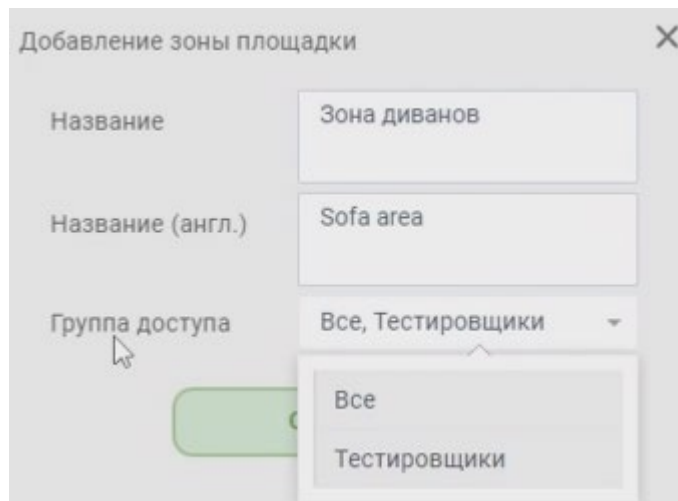 Добавление зоны площадки
Название
Зона диванов
Название (англ.)
Sofa area
Группа доступа
Все, Тестировщики
Все
Тестировщики